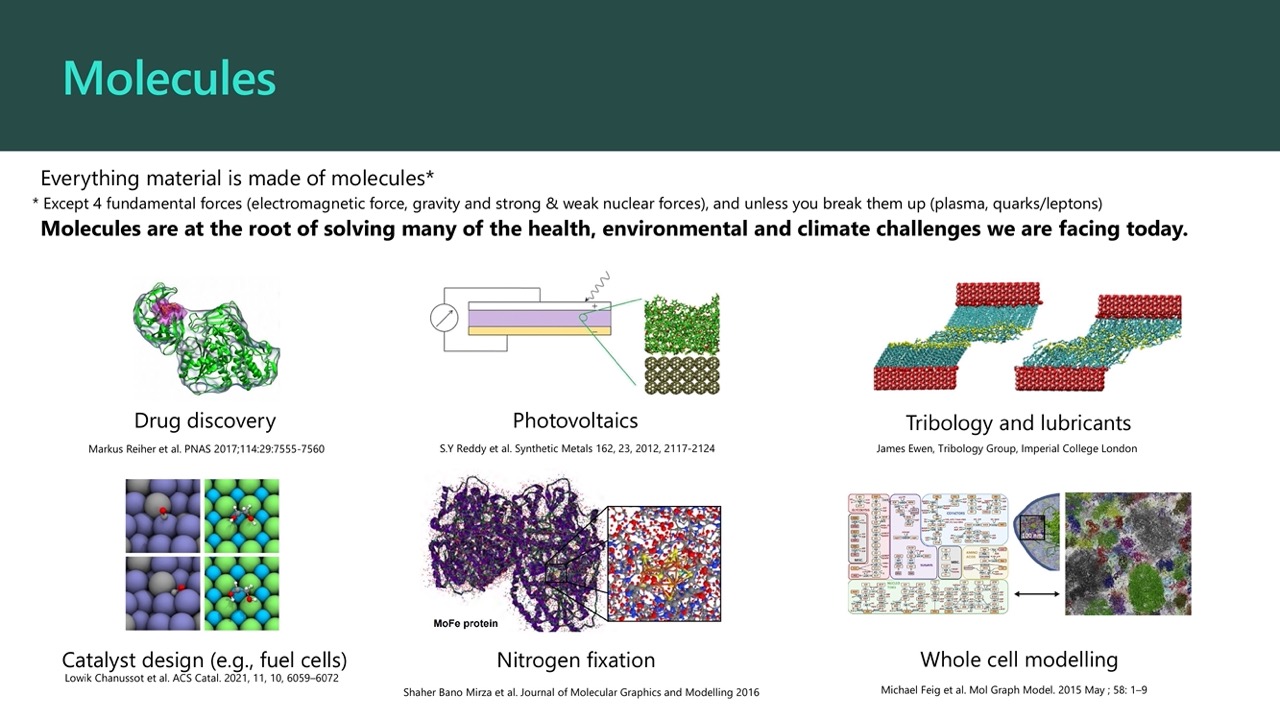 Molecules
Everything material is made of molecules*
* Except 4 fundamental forces (electromagnetic force, gravity and strong & weak nuclear forces), and unless you break them up (plasma, quarks/leptons)
Molecules are at the root of solving many of the health, environmental and climate challenges we are facing today.
+
−
Drug discovery
Photovoltaics
Tribology and lubricants
Markus Reiher et al. PNAS 2017;114:29:7555-7560
S.Y Reddy et al. Synthetic Metals 162, 23, 2012, 2117-2124
James Ewen, Tribology Group, Imperial College London
100 nm
MoFe protein
Catalyst design (e.g., fuel cells)
Nitrogen fixation
Whole cell modelling
Lowik Chanussot et al. ACS Catal. 2021, 11, 10, 6059–6072
Shaher Bano Mirza et al. Journal of Molecular Graphics and Modelling 2016
Michael Feig et al. Mol Graph Model. 2015 May ; 58: 1–9